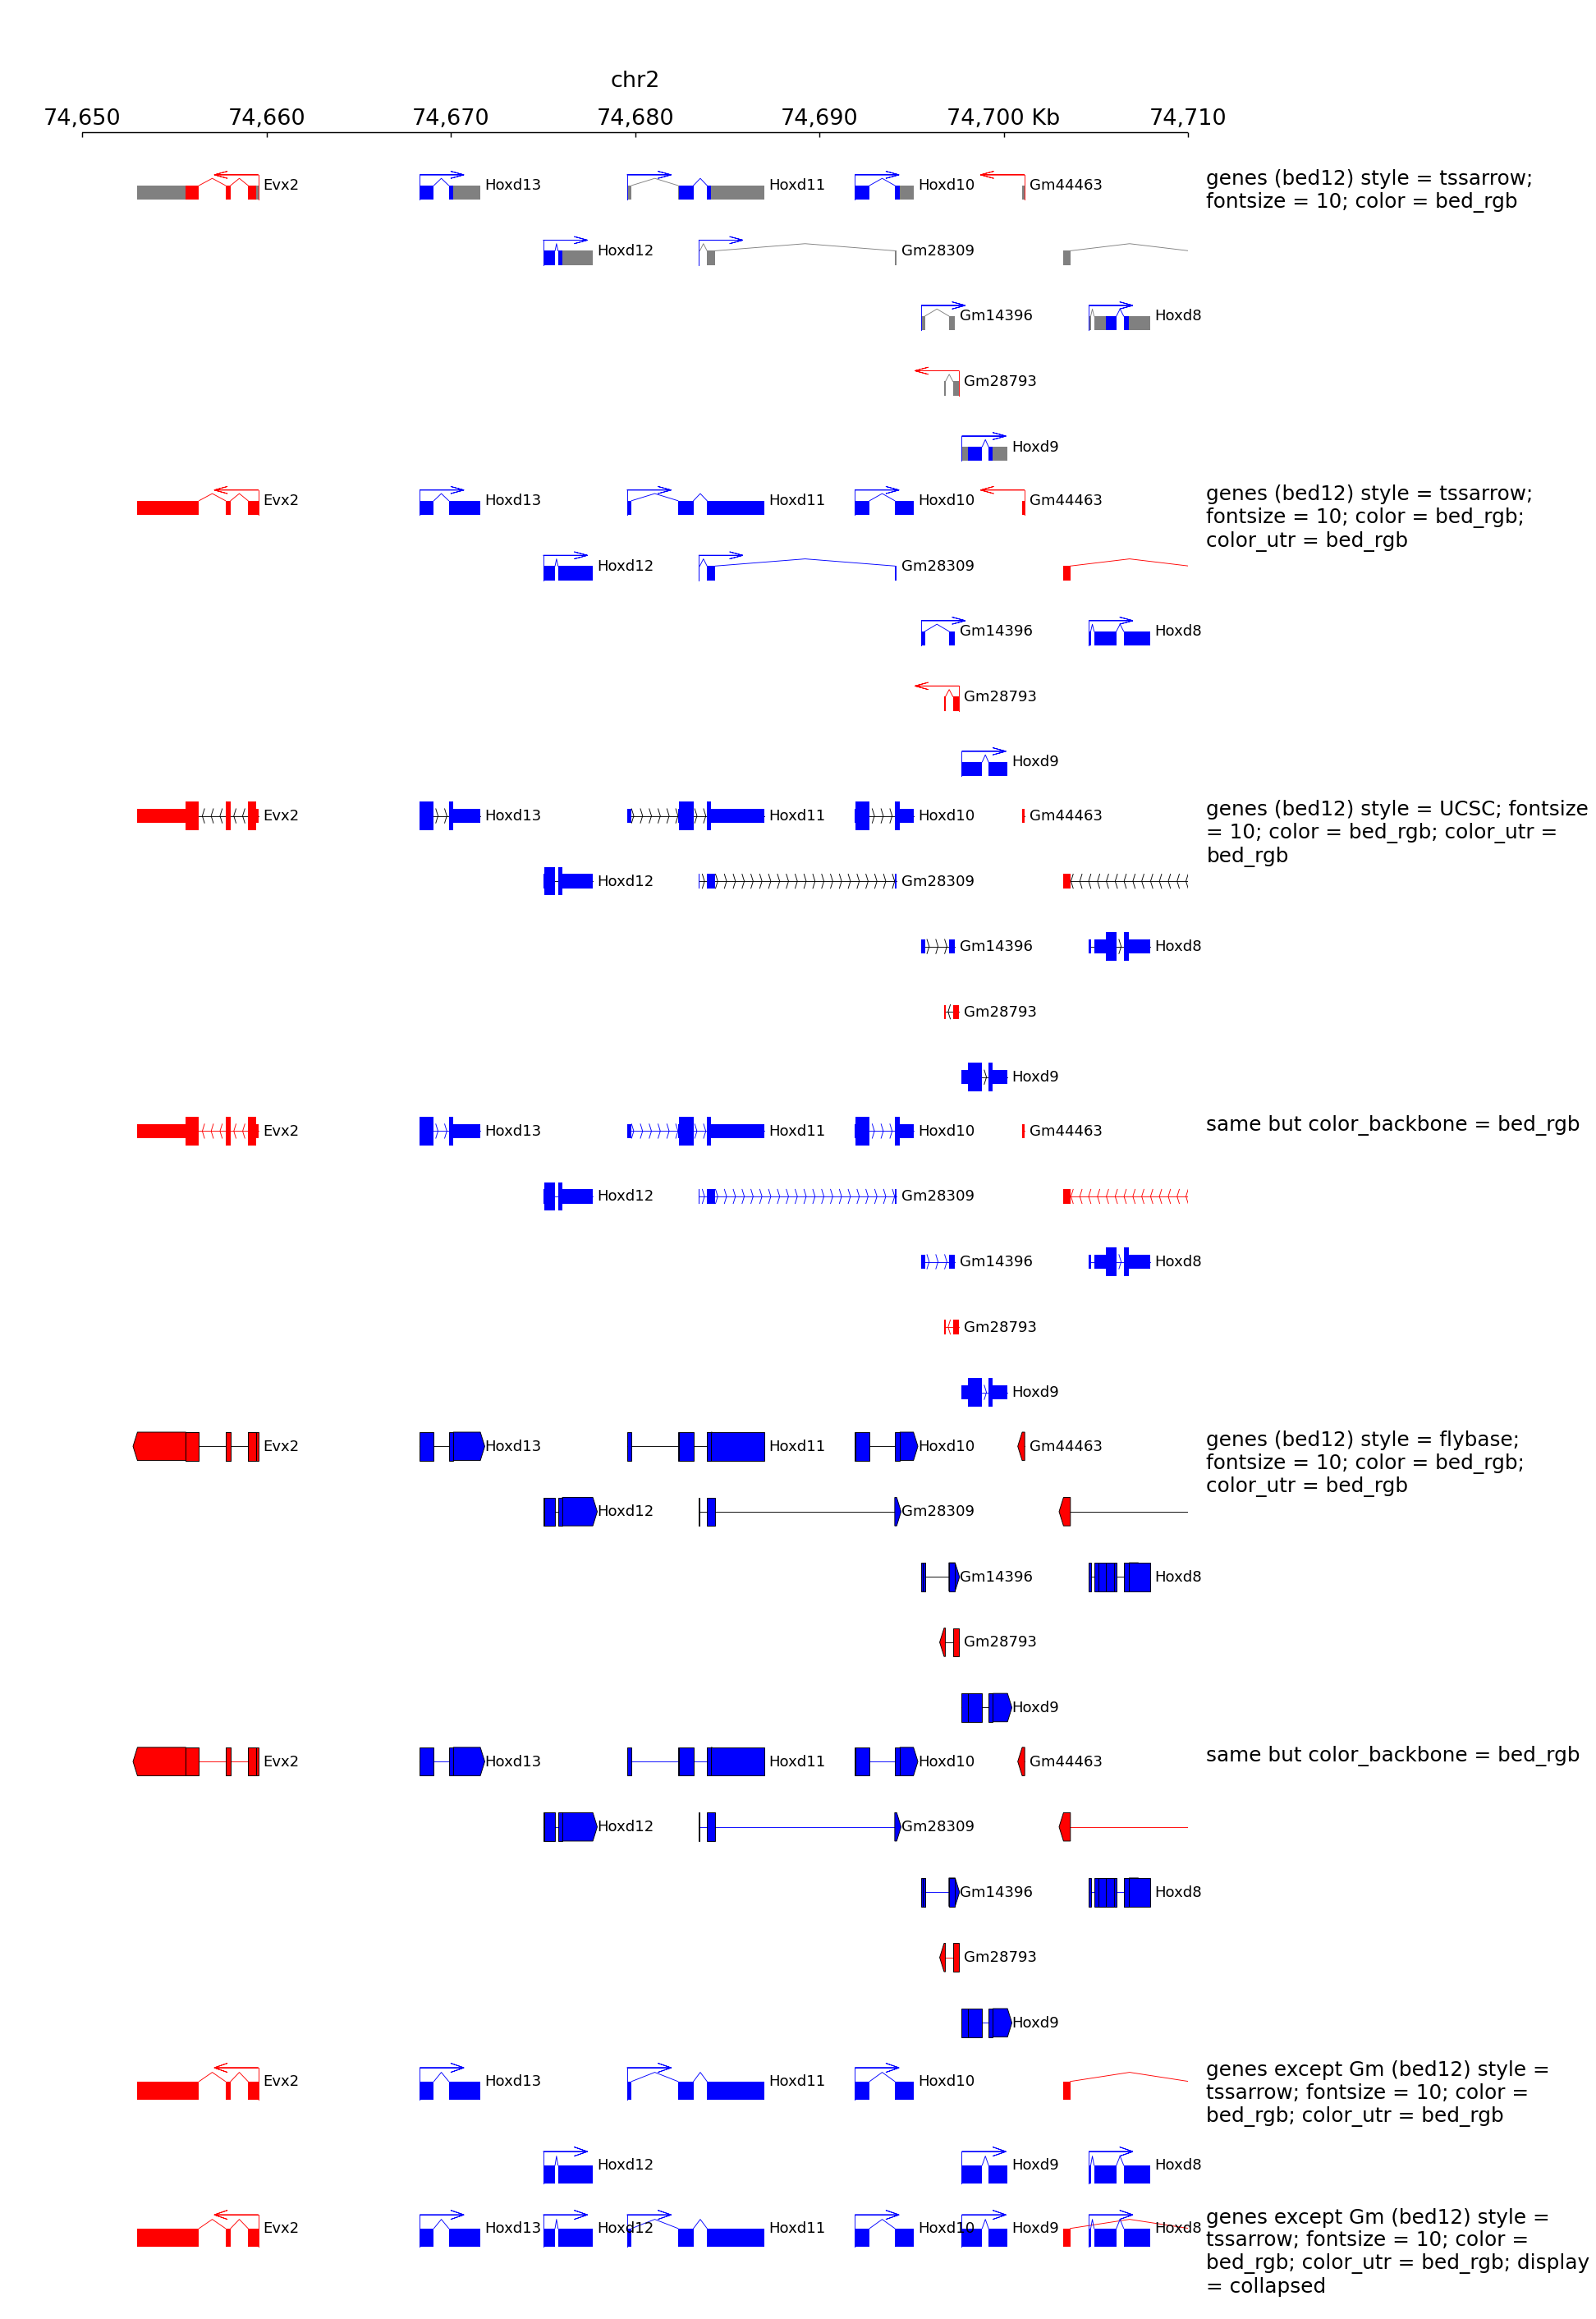 chr2
74,650 74,660 74,670 74,680 74,690 74,700 Kb 74,710
Evx2 Hoxd13 Hoxd11 Hoxd10 Gm44463
genes (bed12) style = tssarrow;
fontsize = 10; color = bed_rgb
Hoxd12 Gm28309
Gm14396 Hoxd8
Gm28793
Hoxd9
Evx2 Hoxd13 Hoxd11 Hoxd10 Gm44463
genes (bed12) style = tssarrow;
fontsize = 10; color = bed_rgb;
color_utr = bed_rgb
Hoxd12 Gm28309
Gm14396 Hoxd8
Gm28793
Hoxd9
Evx2 Hoxd13 Hoxd11 Hoxd10 Gm44463
genes (bed12) style = UCSC; fontsize
= 10; color = bed_rgb; color_utr =
bed_rgb
Hoxd12 Gm28309
Gm14396 Hoxd8
Gm28793
Hoxd9
Evx2 Hoxd13 Hoxd11 Hoxd10 Gm44463
same but color_backbone = bed_rgb
Hoxd12 Gm28309
Gm14396 Hoxd8
Gm28793
Hoxd9
Evx2 Hoxd13 Hoxd11 Hoxd10 Gm44463
genes (bed12) style = flybase;
fontsize = 10; color = bed_rgb;
color_utr = bed_rgb
Hoxd12 Gm28309
Gm14396 Hoxd8
Gm28793
Hoxd9
Evx2 Hoxd13 Hoxd11 Hoxd10 Gm44463
same but color_backbone = bed_rgb
Hoxd12 Gm28309
Gm14396 Hoxd8
Gm28793
Hoxd9
Evx2 Hoxd13 Hoxd11 Hoxd10
genes except Gm (bed12) style =
tssarrow; fontsize = 10; color =
bed_rgb; color_utr = bed_rgb
Hoxd12 Hoxd9 Hoxd8
Evx2 Hoxd13 Hoxd12 Hoxd11 Hoxd10 Hoxd9 Hoxd8
genes except Gm (bed12) style =
tssarrow; fontsize = 10; color =
bed_rgb; color_utr = bed_rgb; display
= collapsed